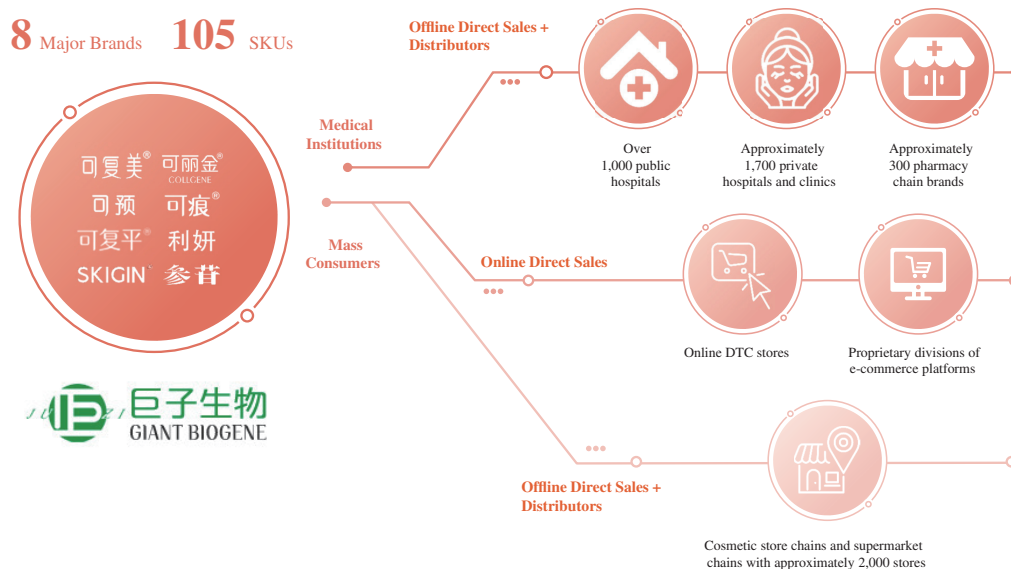 8 Major Brands 105 SKUs
可复美® 可丽金®
COLLGENE
可预 可痕®
可复平® 利妍
SKIGIN 参苷
JU ZI
巨子生物
GIANT BIOGENE
Medical
Institutions
Mass
Consumers
Offline Direct Sales +
Distributors
Over
1,000 public
hospitals
Approximately
1,700 private
hospitals and clinics
Approximately
300 pharmacy
chain brands
Online Direct Sales
Online DTC stores
Proprietary divisions of
e-commerce platforms
Offline Direct Sales +
Distributors
Cosmetic store chains and supermarket
chains with approximately 2,000 stores